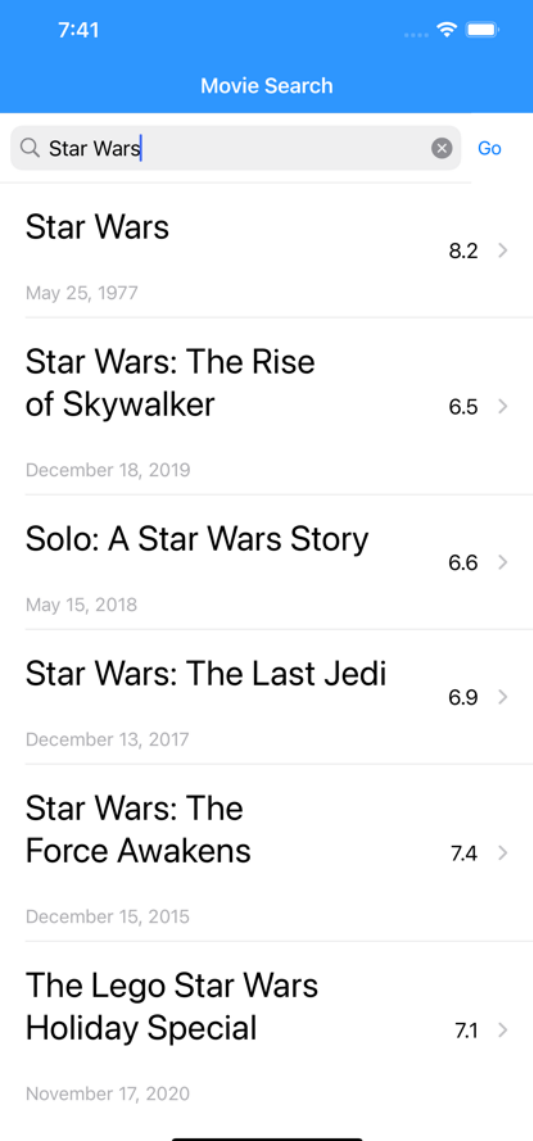 7:41
Movie Search
Star Wars
Go
Star Wars
8.2
May 25, 1977
Star Wars: The Rise
of Skywalker
6.5
December 18, 2019
Solo: A Star Wars Story
6.6
May 15, 2018
Star Wars: The Last Jedi
6.9
December 13, 2017
Star Wars: The
Force Awakens
7.4
December 15, 2015
The Lego Star Wars
Holiday Special
7.1
November 17, 2020